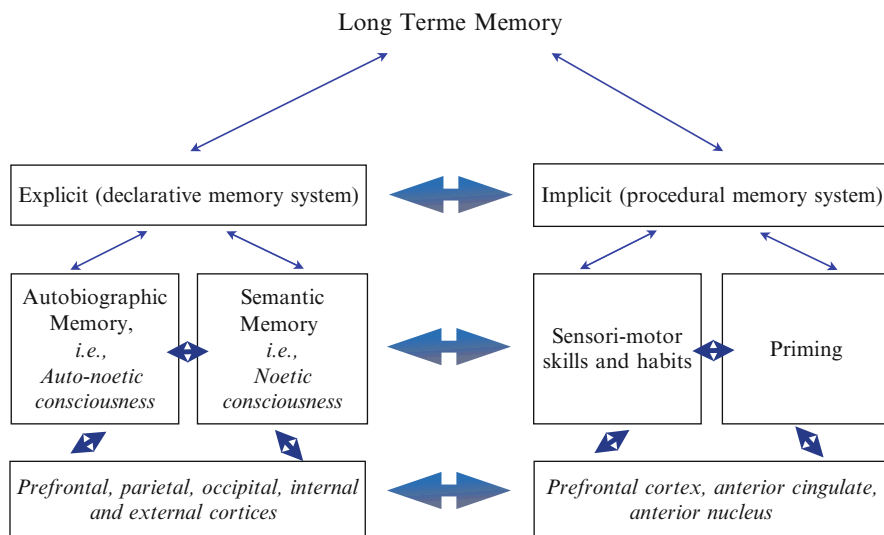 Long Terme Memory
Explicit (declarative memory system)
Implicit (procedural memory system)
Autobiographic
Memory,
i.e.,
Auto-noetic
consciousness
Semantic
Memory
i.e.,
Noetic
consciousness
Sensori-motor
skills and habits
Priming
Prefrontal, parietal, occipital, internal
and external cortices
Prefrontal cortex, anterior cingulate,
anterior nucleus